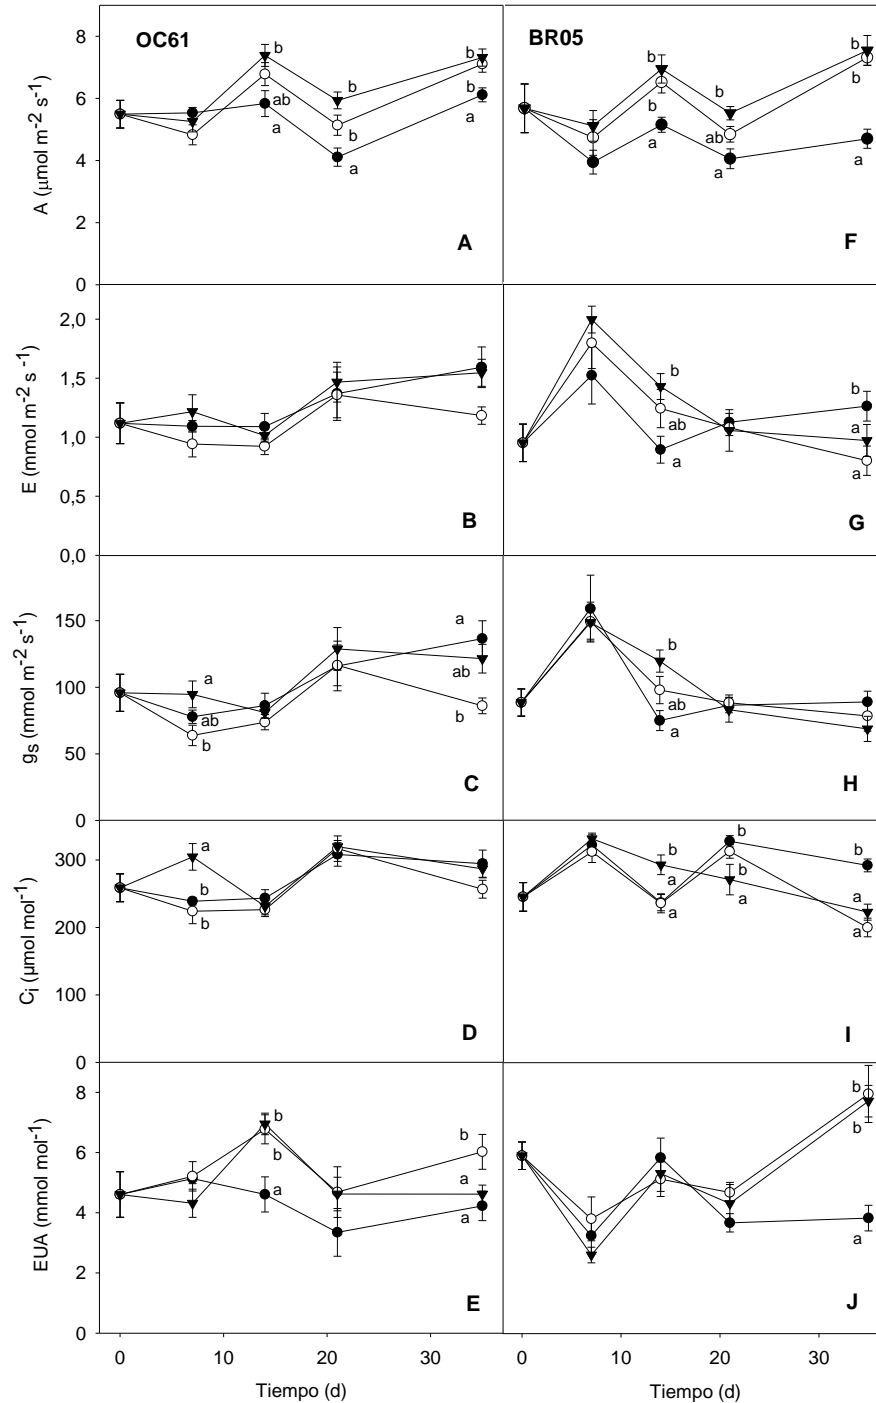 OC61
BR05
A (μmol m⁻² s⁻¹)
8
6
4
2
0
b
ab
a
b
b
a
b
b
a
A
b
b
a
b
ab
a
b
b
a
F
E (mmol m⁻² s⁻¹)
2,0
1,5
1,0
0,5
0,0
B
b
a
b
a
a
G
gₛ (mmol m⁻² s⁻¹)
150
100
50
0
a
ab
b
a
ab
b
C
b
ab
a
H
Cᵢ (μmol mol⁻¹)
300
200
100
0
a
b
b
D
b
a
a
b
b
a
b
a
a
I
EUA (mmol mol⁻¹)
8
6
4
2
0
b
b
a
b
a
a
E
b
b
a
J
0 10 20 30
0 10 20 30
Tiempo (d)
Tiempo (d)